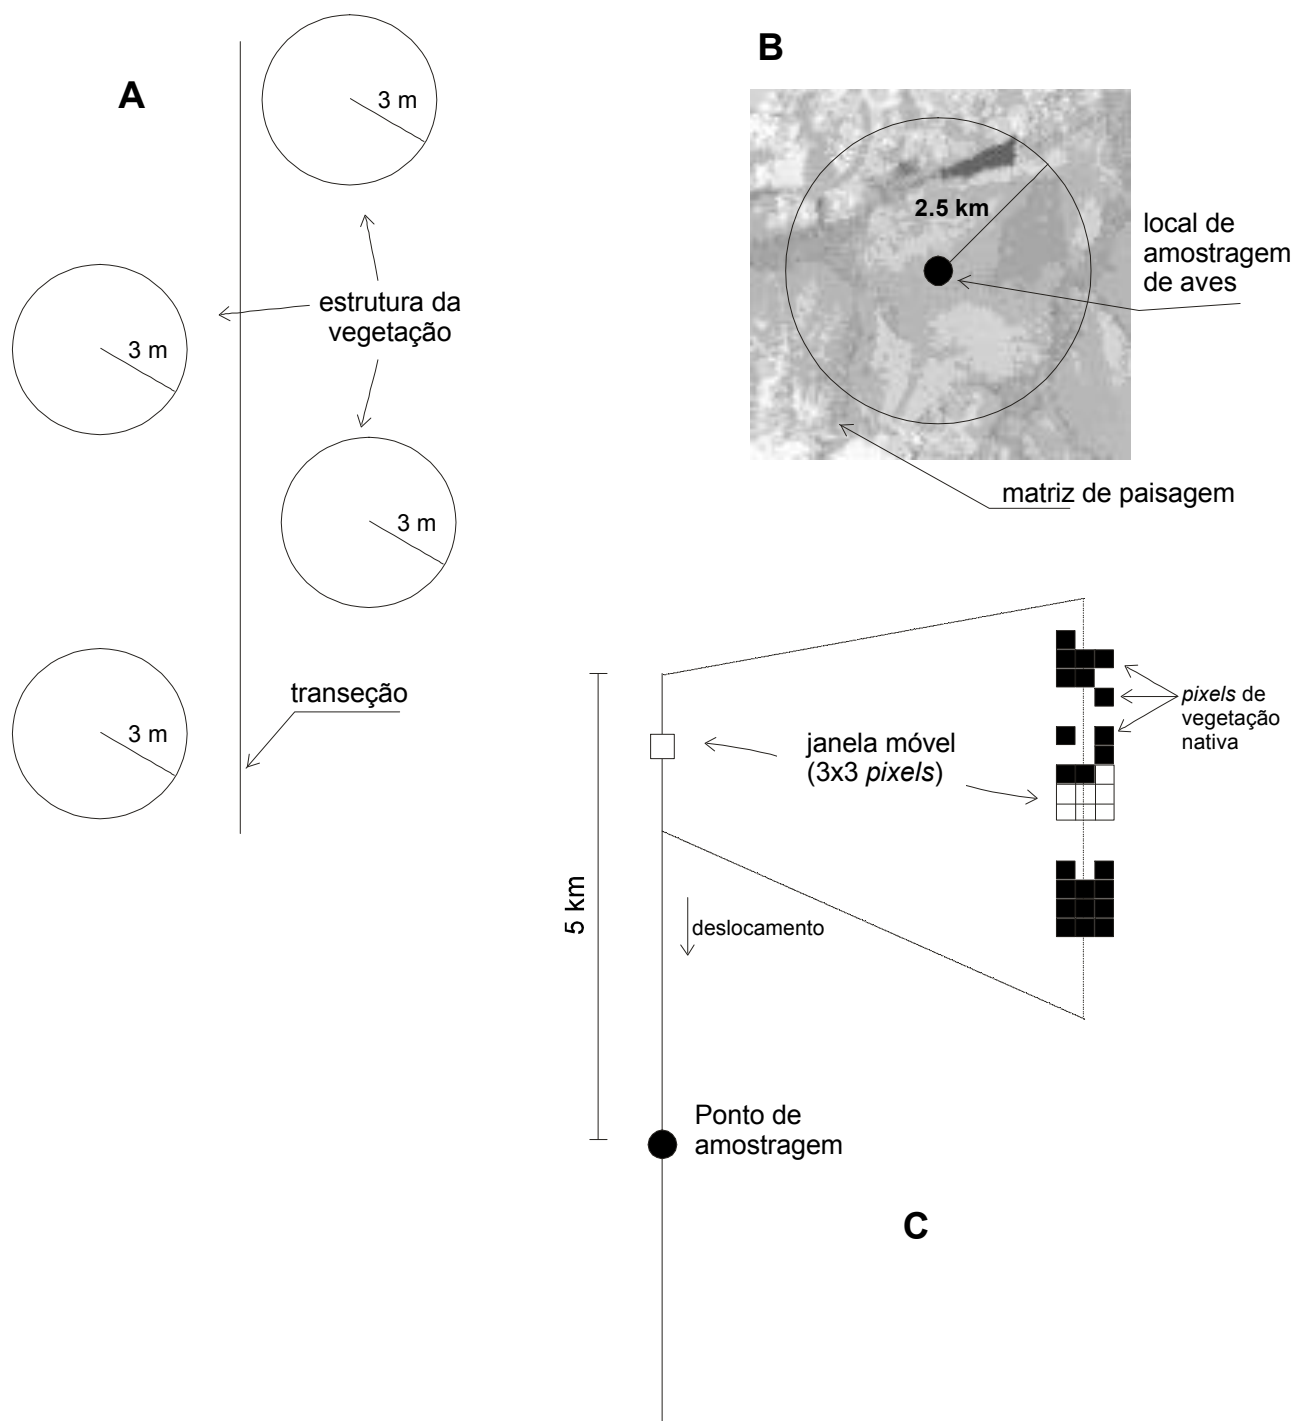 A
3 m
estrutura da
vegetação
3 m
3 m
transeção
3 m
B
2.5 km
local de
amostragem
de aves
matriz de paisagem
pixels de
vegetação
nativa
janela móvel
(3x3 pixels)
5 km
deslocamento
Ponto de
amostragem
C